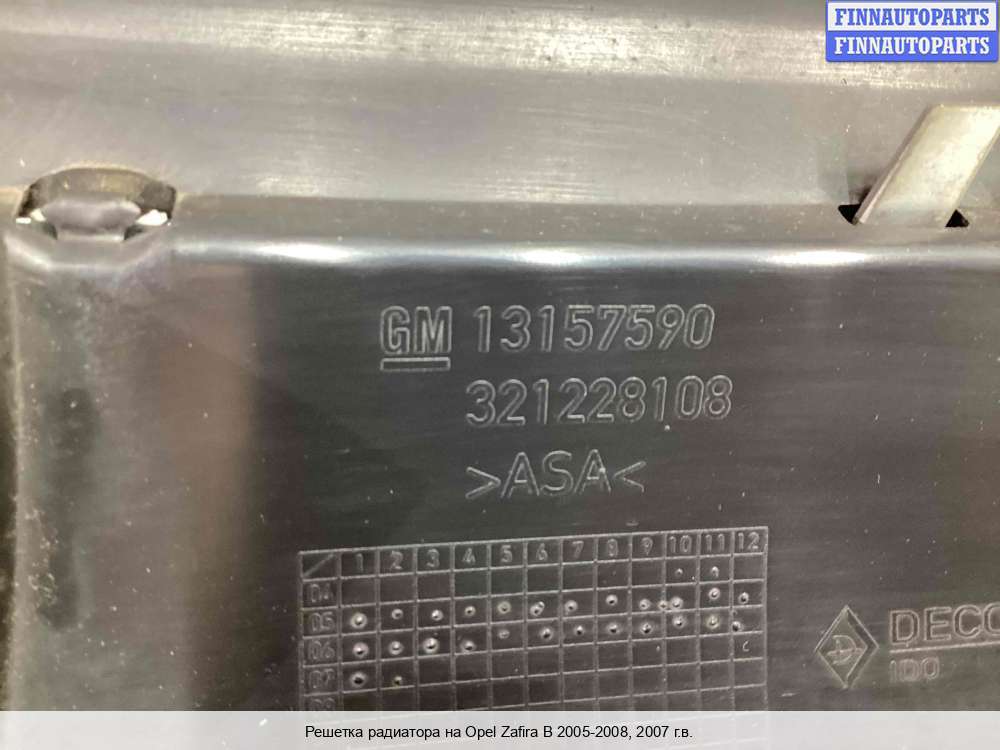 FINNAUTOPARTS
FINNAUTOPARTS
GM 13157590
321228108
>ASA<
1 2 3 4 5 6 7 8 9 10 11 12
04
05
06
07
DECO
1D0
Решетка радиатора на Opel Zafira B 2005-2008, 2007 г.в.